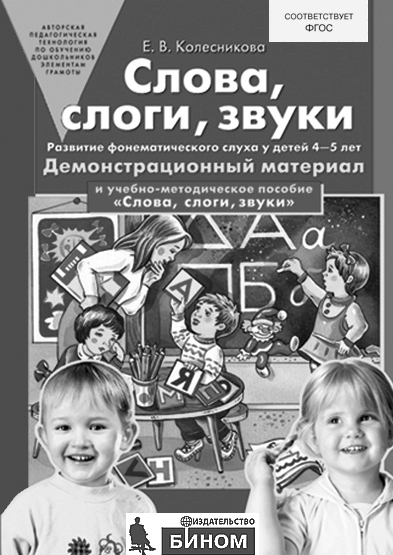 АВТОРСКАЯ
ПЕДАГОГИЧЕСКАЯ
ТЕХНОЛОГИЯ
ПО ОБУЧЕНИЮ
ДОШКОЛЬНИКОВ
ЭЛЕМЕНТАМ
ГРАМОТЫ
СООТВЕТСТВУЕТ
ФГОС
Е. В. Колесникова
Слова,
слоги, звуки
Развитие фонематического слуха у детей 4–5 лет
Демонстрационный материал
и учебно-методическое пособие
«Слова, слоги, звуки»
А а
П Б
А
Я
И
Н
ИЗДАТЕЛЬСТВО
БИНОМ